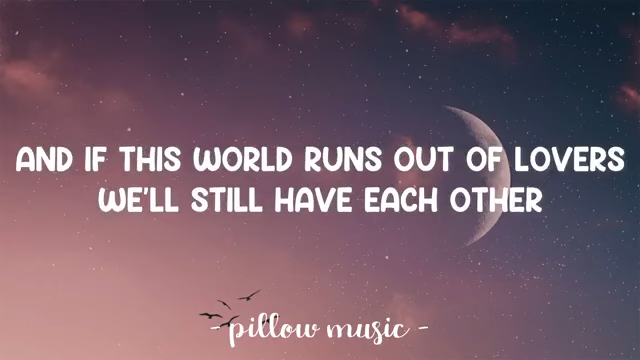 AND IF THIS WORLD RUNS OUT OF LOVERS
WE'LL STILL HAVE EACH OTHER
- pillow music -